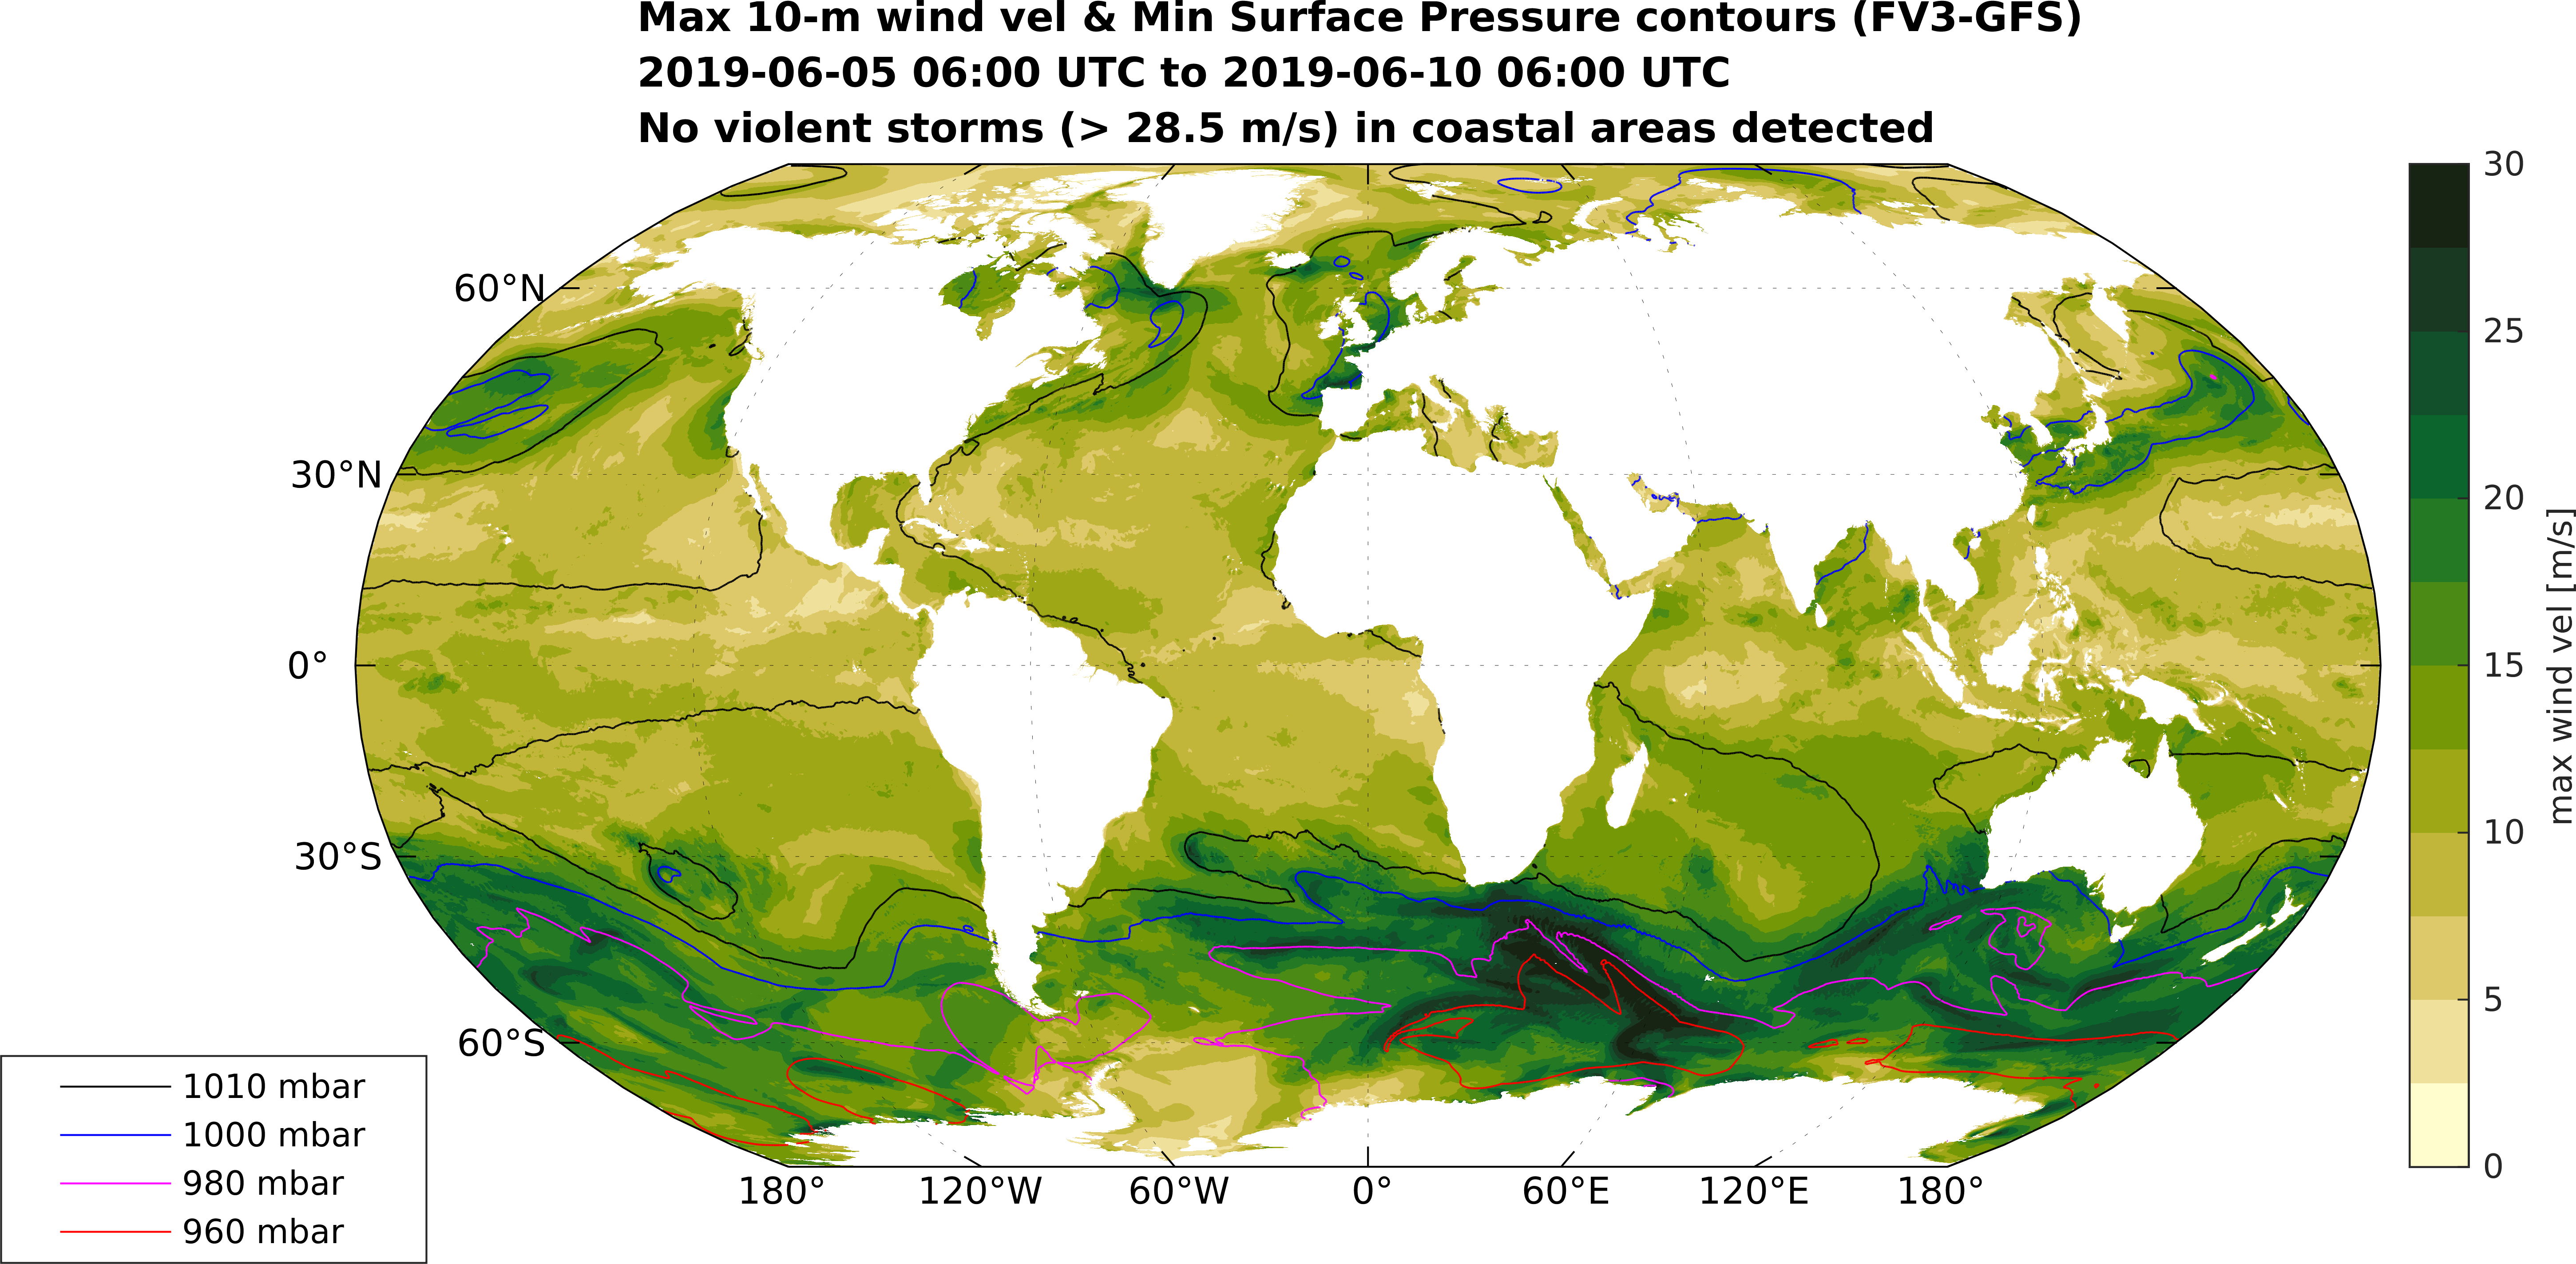 Max 10-m wind vel & Min Surface Pressure contours (FV3-GFS)
2019-06-05 06:00 UTC to 2019-06-10 06:00 UTC
No violent storms (> 28.5 m/s) in coastal areas detected
60°N
30°N
0°
30°S
60°S
180°
120°W
60°W
0°
60°E
120°E
180°
1010 mbar
1000 mbar
980 mbar
960 mbar
30
25
20
15
10
5
0
max wind vel [m/s]